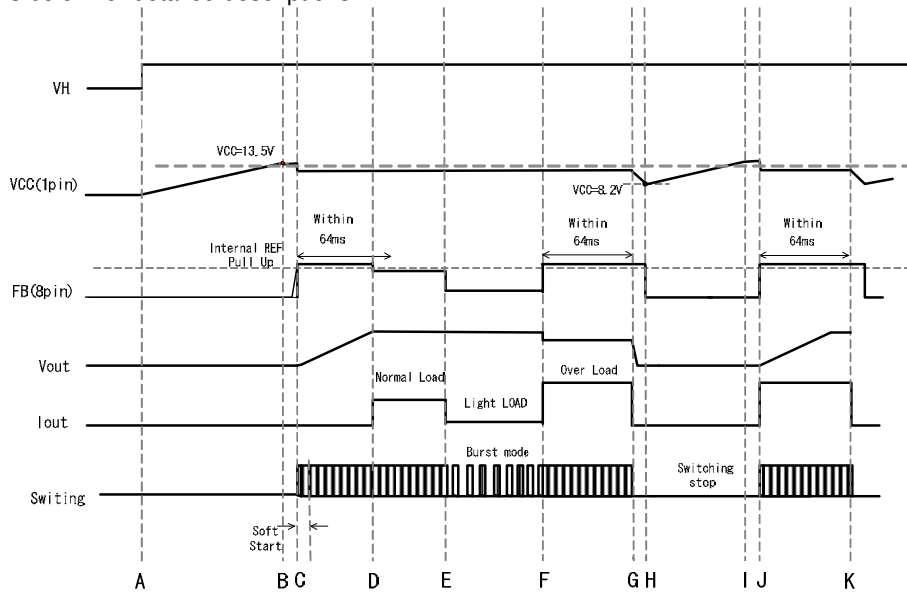 VH
VCC=13.5V
VCC(1pin)
VCC=8.2V
Within
64ms
Within
64ms
Within
64ms
Internal REF
Pull Up
FB(8pin)
Vout
Normal Load
Over Load
Light LOAD
Iout
Burst mode
Switching
stop
Switing
Soft
Start
A B C D E F G H I J K